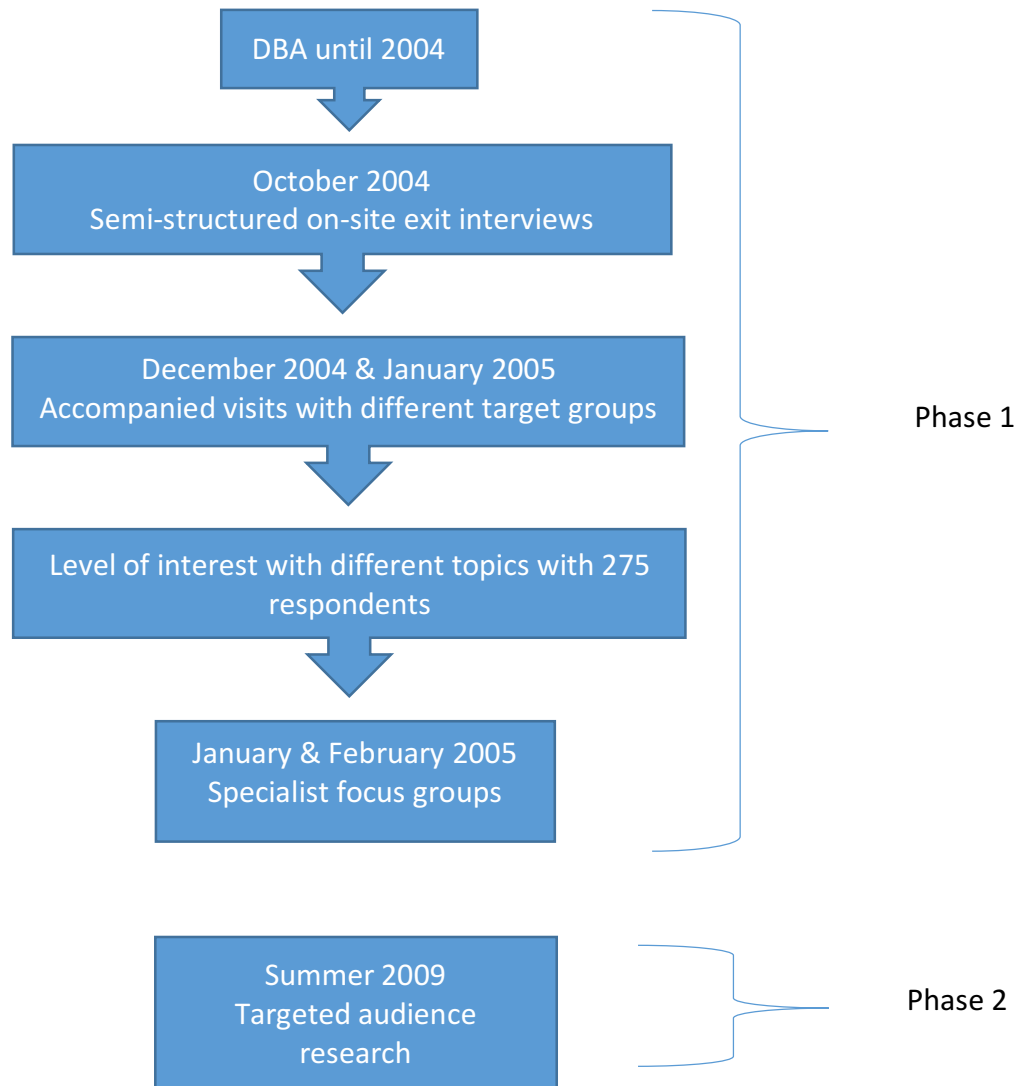 DBA until 2004
October 2004
Semi-structured on-site exit interviews
December 2004 & January 2005
Accompanied visits with different target groups
Phase 1
Level of interest with different topics with 275
respondents
January & February 2005
Specialist focus groups
Summer 2009
Targeted audience
research
Phase 2